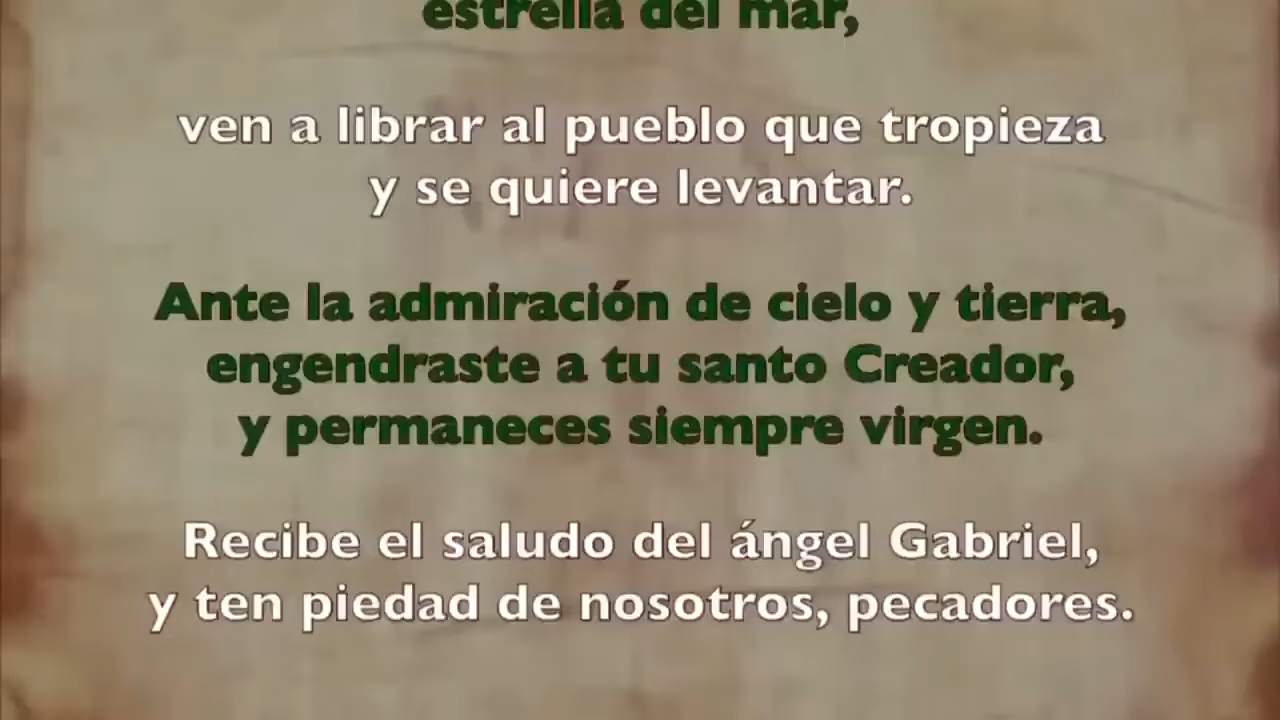 estrella del mar,
ven a librar al pueblo que tropieza
y se quiere levantar.
Ante la admiración de cielo y tierra,
engendraste a tu santo Creador,
y permaneces siempre virgen.
Recibe el saludo del ángel Gabriel,
y ten piedad de nosotros, pecadores.